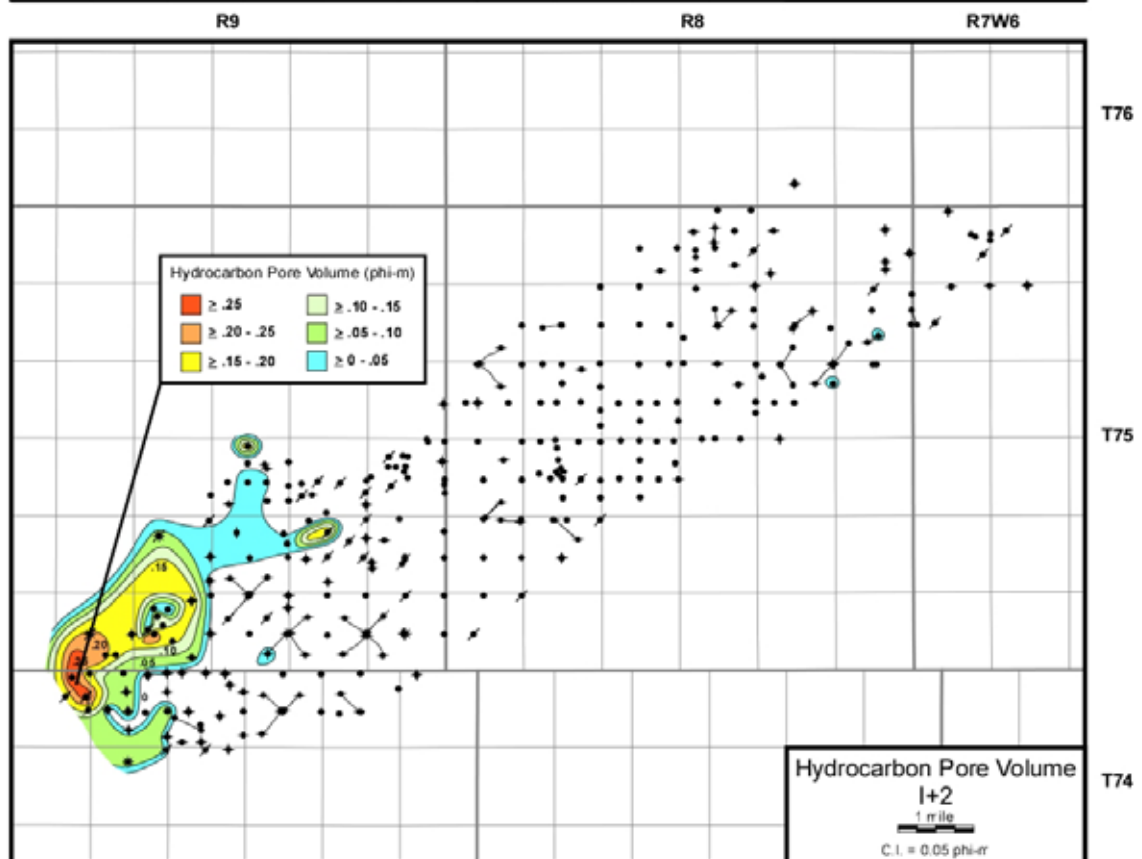 R9 R8 R7W6
T76
Hydrocarbon Pore Volume (phi-m)
≥ .25
≥ .10 - .15
≥ .20 - .25
≥ .05 - .10
≥ .15 - .20
≥ 0 - .05
T75
.15
.20
.10
.05
0
Hydrocarbon Pore Volume
I+2
1 mile
C.I. = 0.05 phi-m
T74